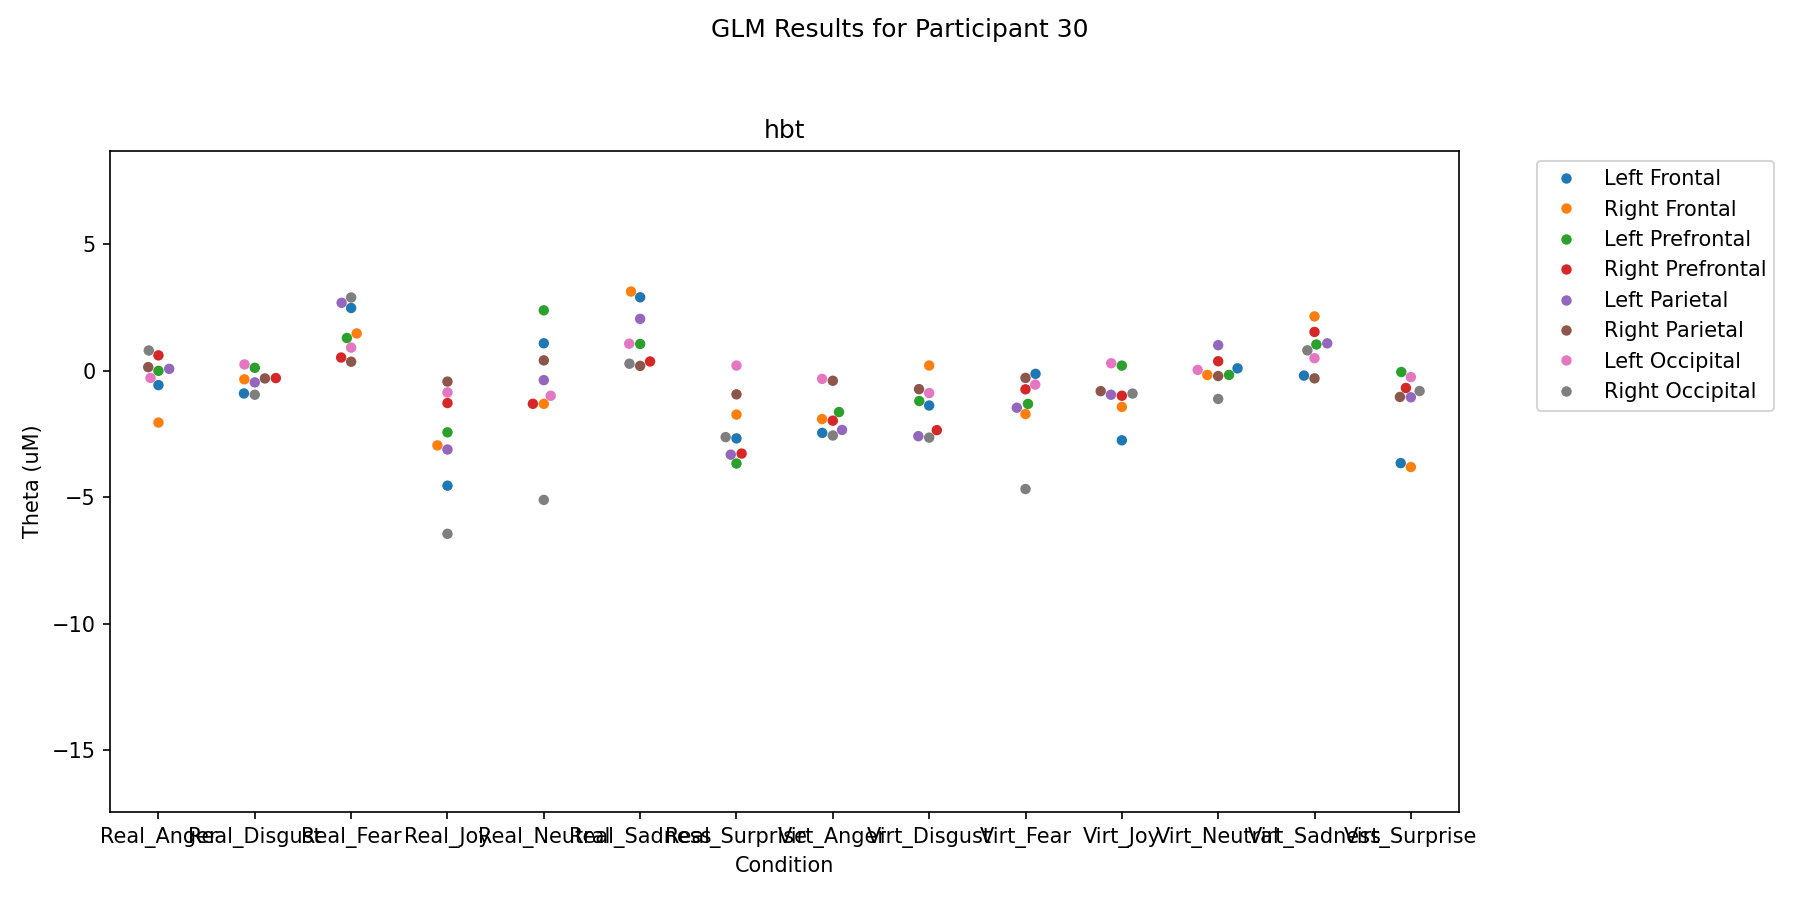 GLM Results for Participant 30
hbt
5
0
−5
−10
−15
Theta (uM)
Real_Anger
Real_Disgust
Real_Fear
Real_Joy
Real_Neutral
Real_Sadness
Real_Surprise
Virt_Anger
Virt_Disgust
Virt_Fear
Virt_Joy
Virt_Neutral
Virt_Sadness
Virt_Surprise
Condition
Left Frontal
Right Frontal
Left Prefrontal
Right Prefrontal
Left Parietal
Right Parietal
Left Occipital
Right Occipital